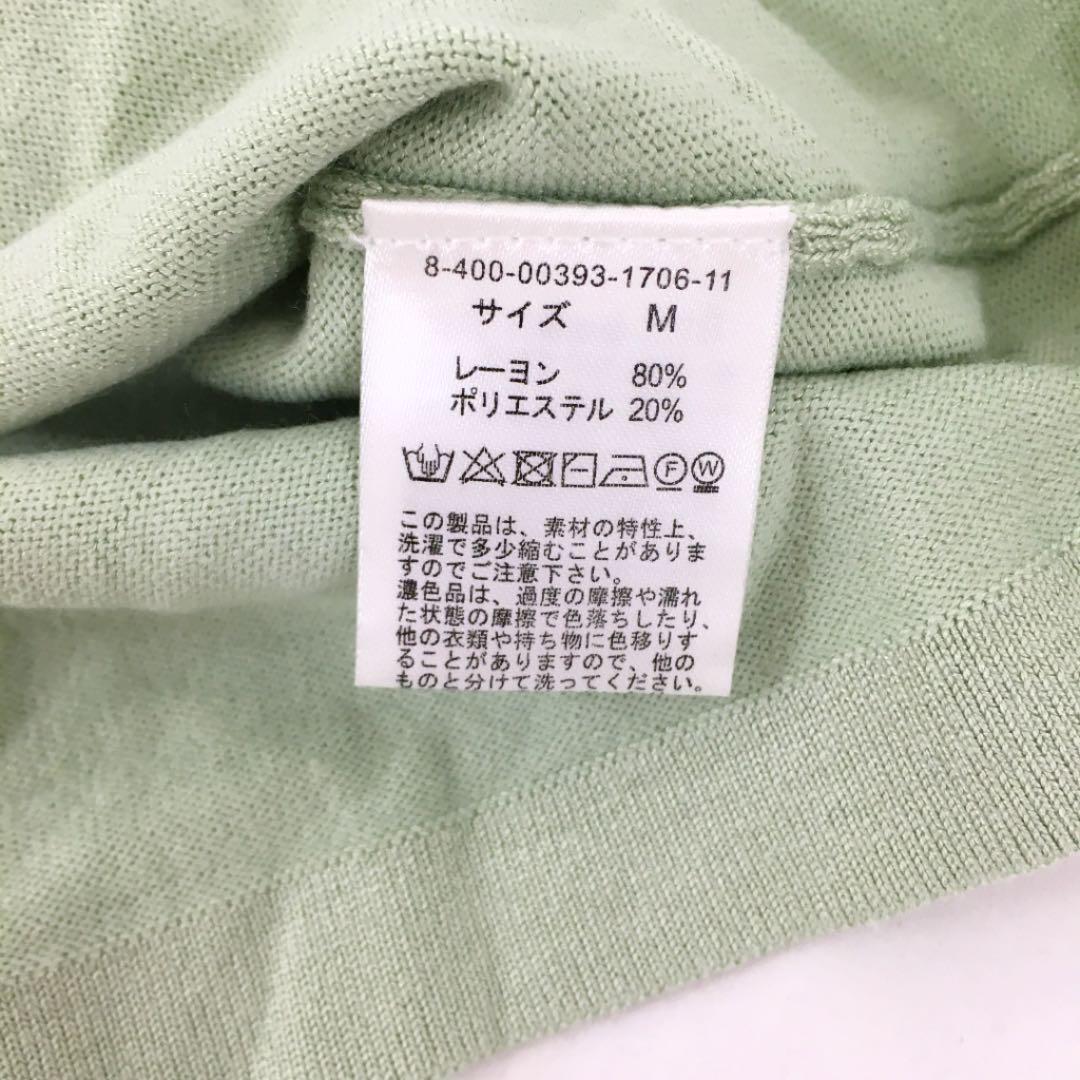 8-400-00393-1706-11
サイズ M
レーヨン 80%
ポリエステル 20%
F W
この製品は、素材の特性上、
洗濯で多少縮むことがありま
すのでご注意下さい。
濃色品は、過度の摩擦や濡れ
た状態の摩擦で色落ちしたり、
他の衣類や持ち物に色移りす
ることがありますので、他の
ものと分けて洗ってください。